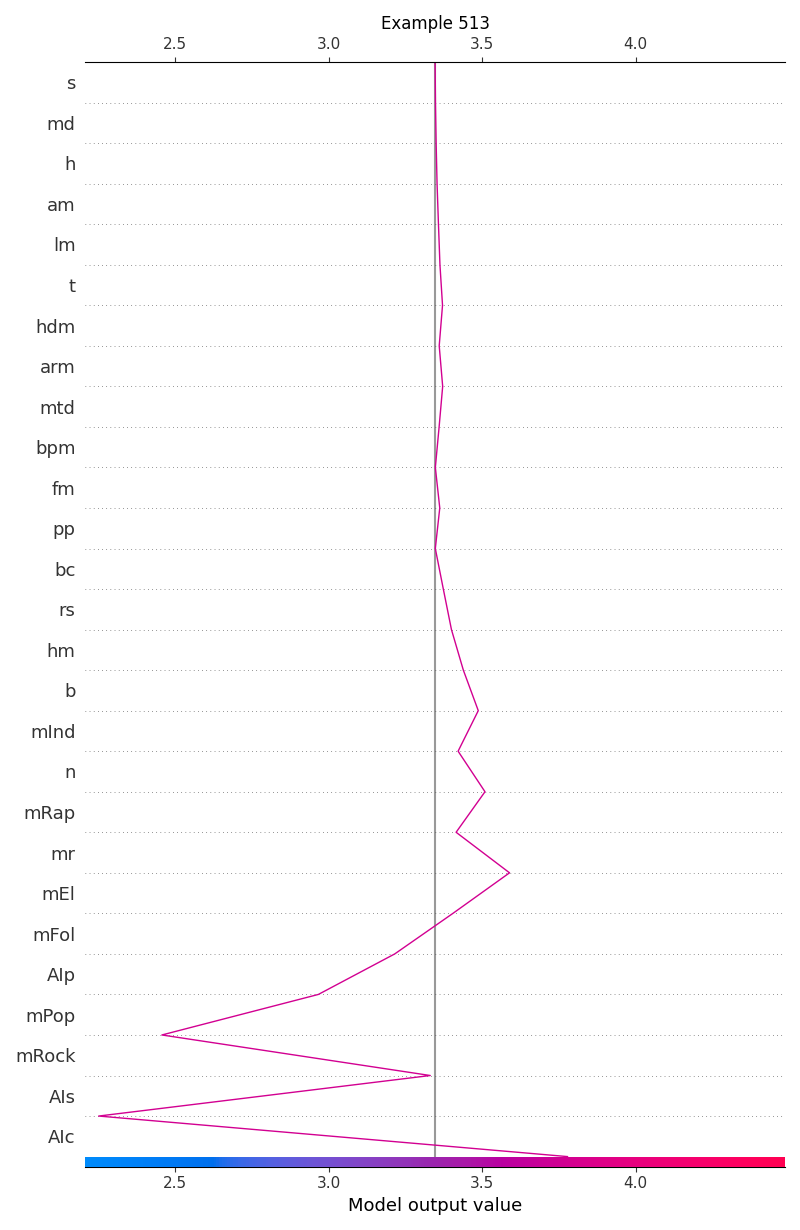 Example 513
2.5 3.0 3.5 4.0
s
md
h
am
lm
t
hdm
arm
mtd
bpm
fm
pp
bc
rs
hm
b
mInd
n
mRap
mr
mEl
mFol
AIp
mPop
mRock
AIs
AIc
2.5 3.0 3.5 4.0
Model output value